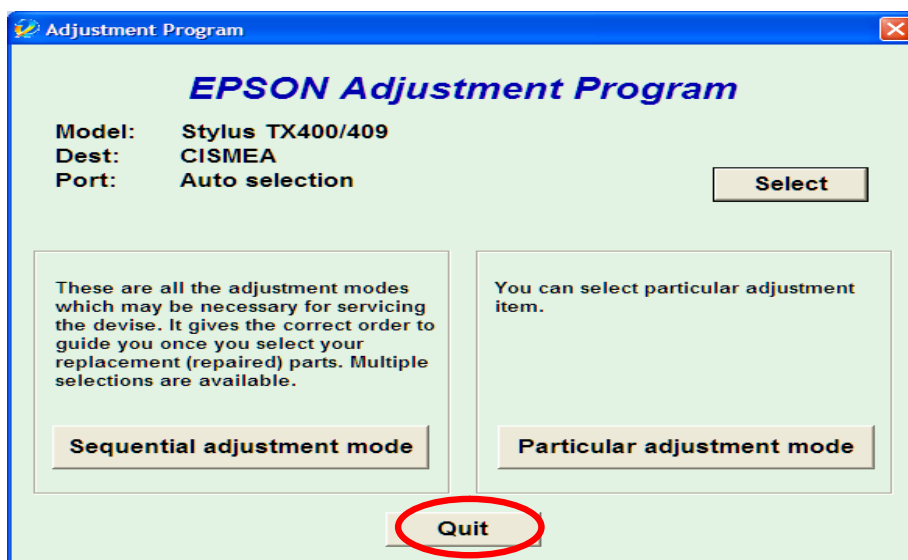 Adjustment Program
EPSON Adjustment Program
Model: Stylus TX400/409
Dest: CISMEA
Port: Auto selection
Select
These are all the adjustment modes
which may be necessary for servicing
the devise. It gives the correct order to
guide you once you select your
replacement (repaired) parts. Multiple
selections are available.
Sequential adjustment mode
You can select particular adjustment
item.
Particular adjustment mode
Quit